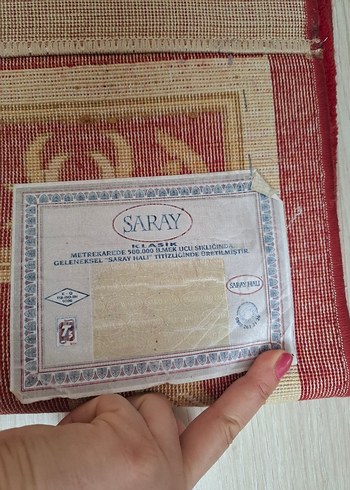 SARAY
KLASİK
METREKAREDE 500.000 İLMEK UCU SIKLIĞINDA,
GELENEKSEL "SARAY HALI" TİTİZLİĞİNDE ÜRETİLMİŞTİR.
SARAY HALI